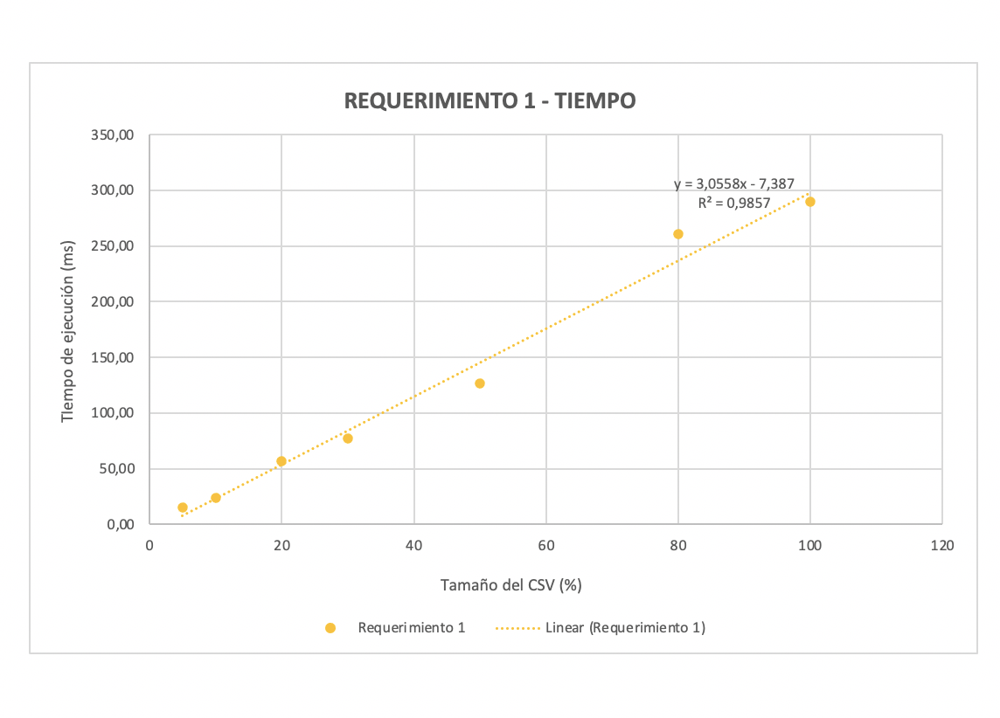 REQUERIMIENTO 1 - TIEMPO
350,00
300,00
250,00
200,00
150,00
100,00
50,00
0,00
y = 3,0558x - 7,387
R² = 0,9857
TIempo de ejecución (ms)
0 20 40 60 80 100 120
Tamaño del CSV (%)
Requerimiento 1 Linear (Requerimiento 1)